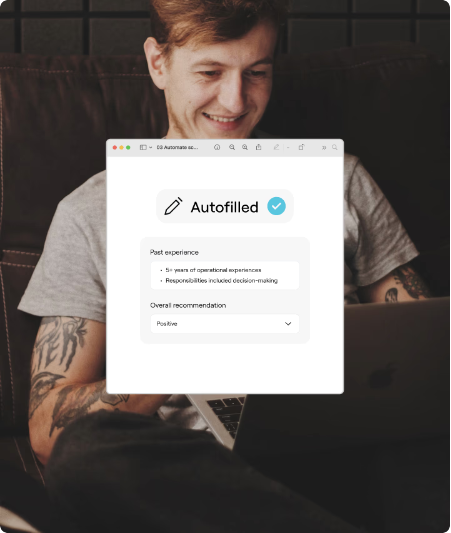 03 Automate sc...
Autofilled
Past experience
• 5+ years of operational experiences
• Responsibilities included decision-making
Overall recommendation
Positive